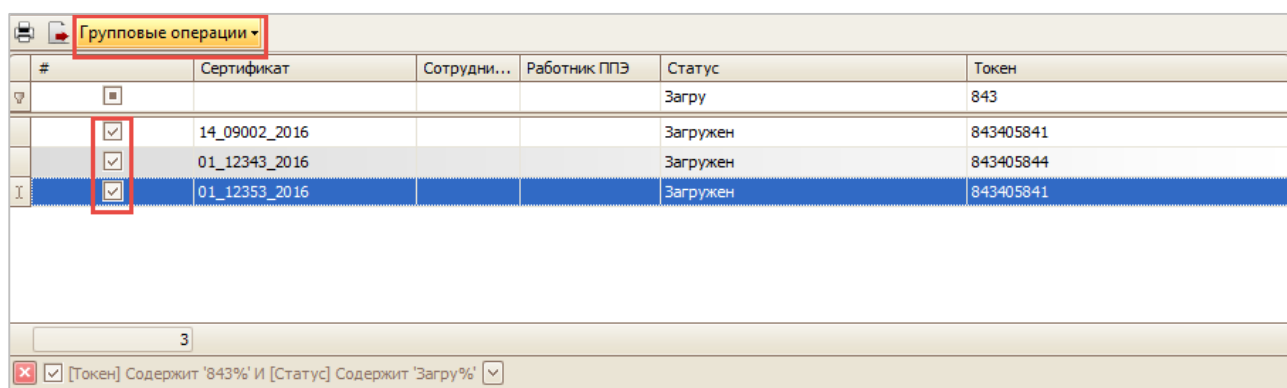 Групповые операции
# Сертификат Сотрудни... Работник ППЭ Статус Токен
Загру 843
14_09002_2016 Загружен 843405841
01_12343_2016 Загружен 843405844
01_12353_2016 Загружен 843405841
3
[Токен] Содержит '843%' И [Статус] Содержит 'Загру%'